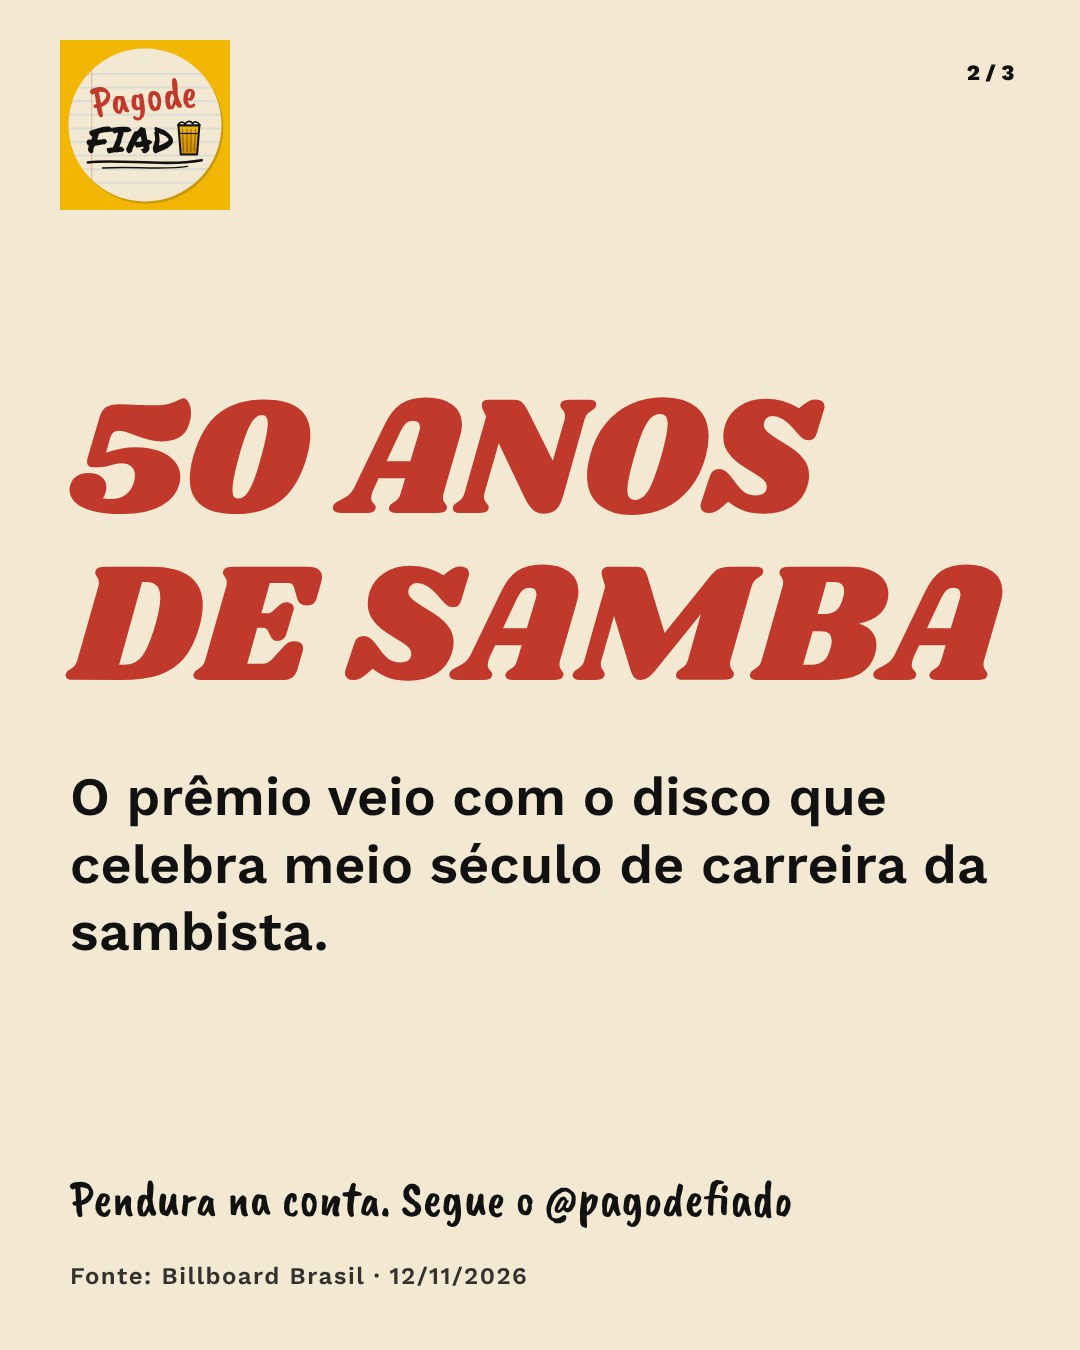 Pagode
FIADO
2 / 3
50 ANOS
DE SAMBA
O prêmio veio com o disco que
celebra meio século de carreira da
sambista.
Pendura na conta. Segue o @pagodefiado
Fonte: Billboard Brasil · 12/11/2026